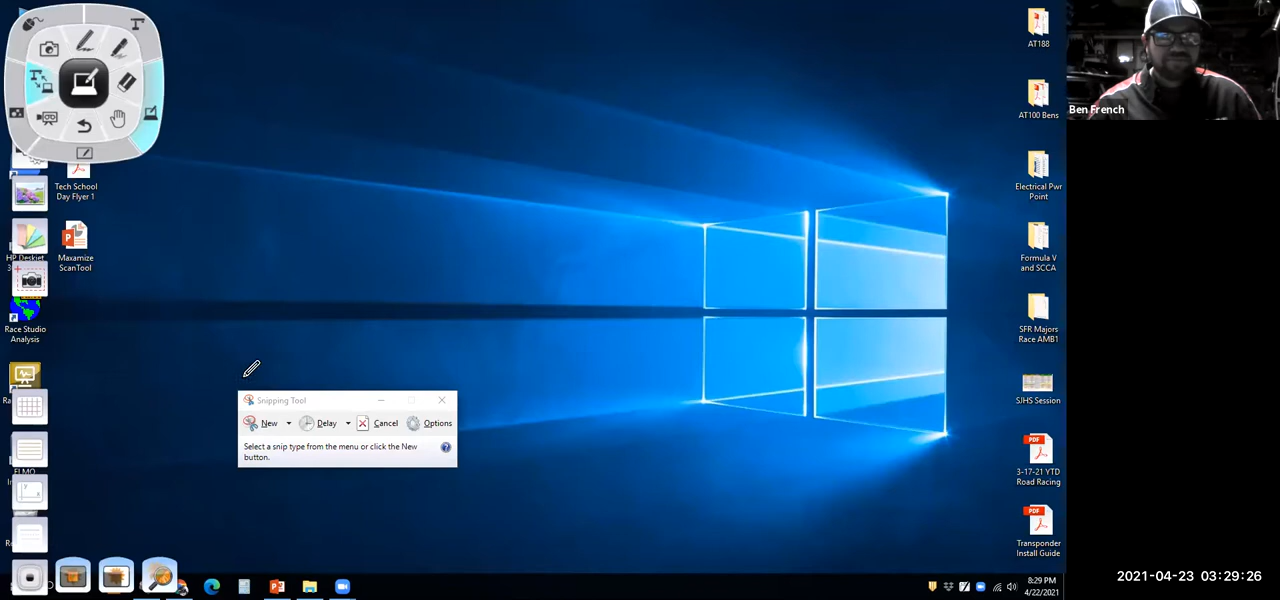 Tech School
Day Flyer 1
Maxamize
ScanTool
HP Deskjet
Race Studio
Analysis
Snipping Tool
New
Delay
Cancel
Options
Select a snip type from the menu or click the New
button.
AT188
AT100 Bens
Electrical Pwr
Point
Formula V
and SCCA
SFR Majors
Race AMB1
SJHS Session
PDF
3-17-21 YTD
Road Racing
PDF
Transponder
Install Guide
Ben French
8:29 PM
4/22/2021
2021-04-23 03:29:26